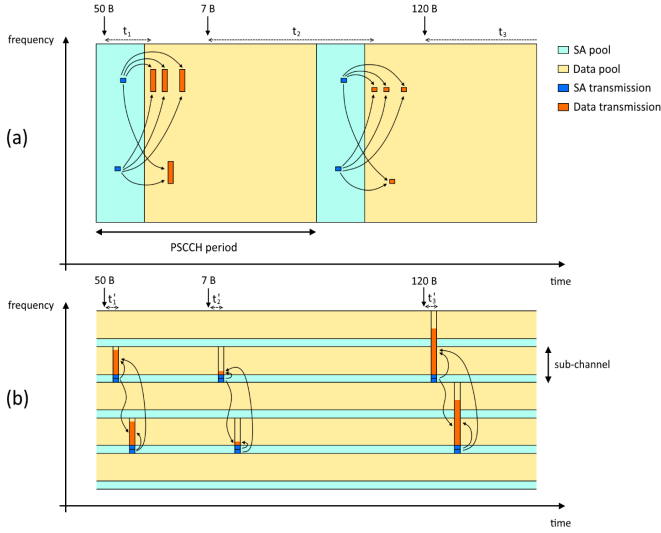 50 B
7 B
120 B
frequency
t1
t2
t3
SA pool
Data pool
SA transmission
Data transmission
(a)
PSCCH period
time
50 B
7 B
120 B
frequency
t'1
t'2
t'3
sub-channel
(b)
time